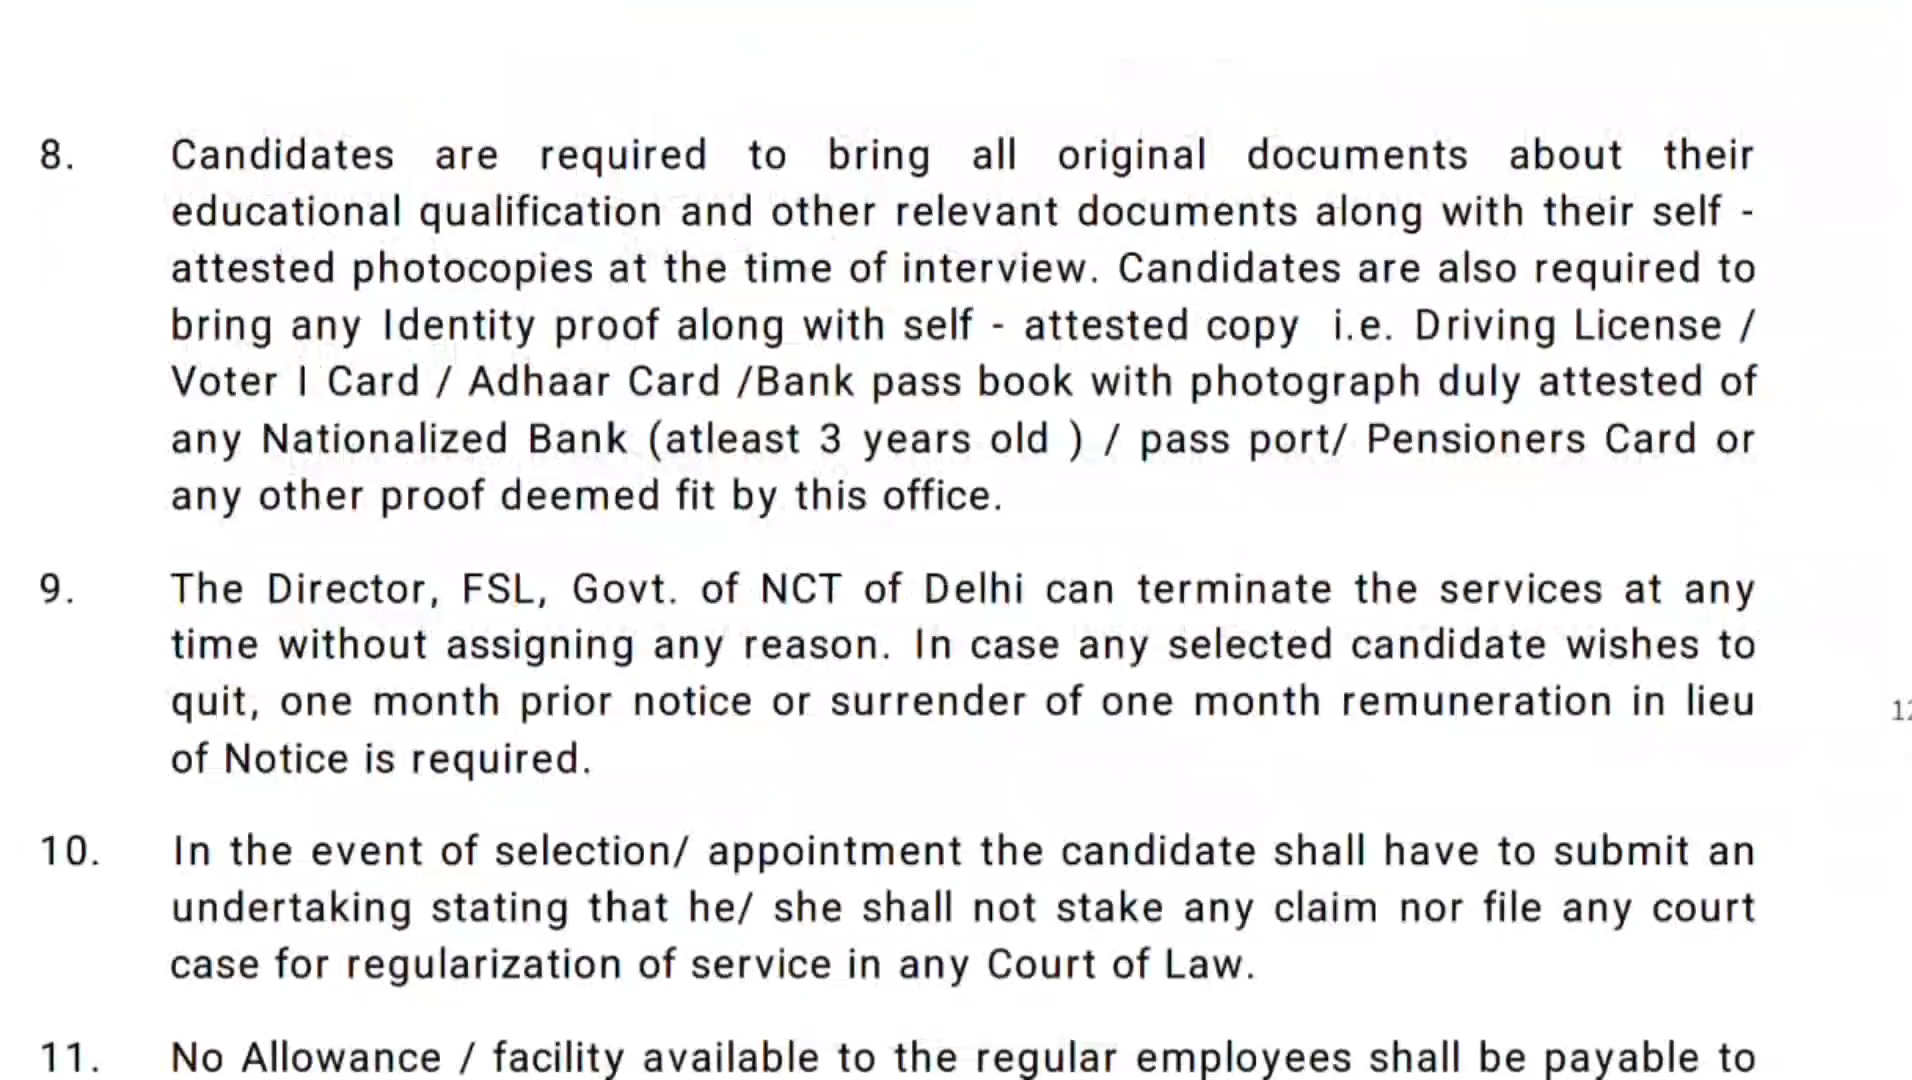 8. Candidates are required to bring all original documents about their
educational qualification and other relevant documents along with their self -
attested photocopies at the time of interview. Candidates are also required to
bring any Identity proof along with self - attested copy i.e. Driving License /
Voter I Card / Adhaar Card /Bank pass book with photograph duly attested of
any Nationalized Bank (atleast 3 years old ) / pass port/ Pensioners Card or
any other proof deemed fit by this office.
9. The Director, FSL, Govt. of NCT of Delhi can terminate the services at any
time without assigning any reason. In case any selected candidate wishes to
quit, one month prior notice or surrender of one month remuneration in lieu
of Notice is required.
10. In the event of selection/ appointment the candidate shall have to submit an
undertaking stating that he/ she shall not stake any claim nor file any court
case for regularization of service in any Court of Law.
11. No Allowance / facility available to the regular employees shall be payable to